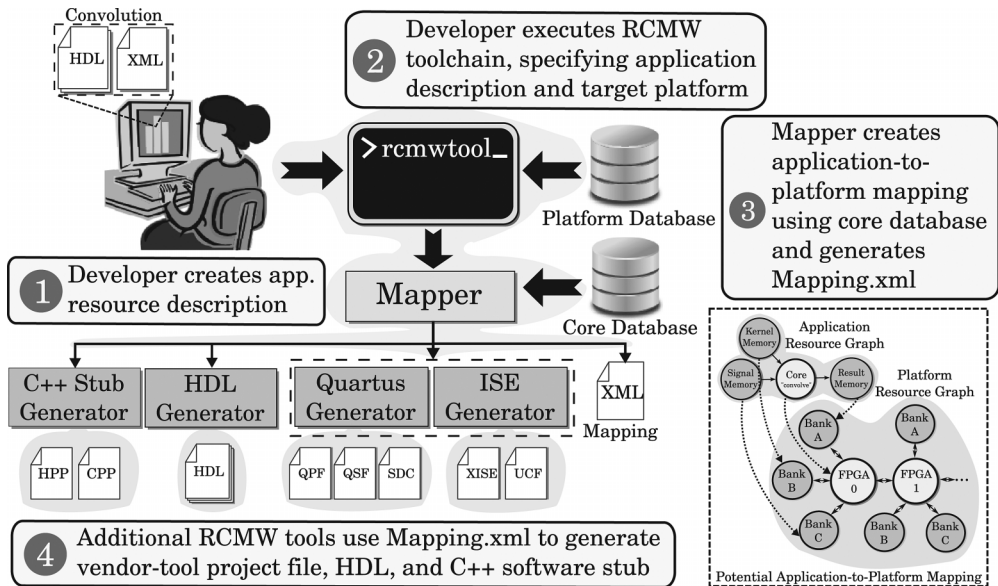 Convolution
HDL
XML
2
Developer executes RCMW
toolchain, specifying application
description and target platform
>rcmwtool_
Platform Database
3
Mapper creates
application-to-
platform mapping
using core database
and generates
Mapping.xml
1
Developer creates app.
resource description
Mapper
Core Database
C++ Stub
Generator
HDL
Generator
Quartus
Generator
ISE
Generator
XML
Mapping
HPP
CPP
HDL
QPF
QSF
SDC
XISE
UCF
4
Additional RCMW tools use Mapping.xml to generate
vendor-tool project file, HDL, and C++ software stub
Application
Resource Graph
Kernel
Memory
Signal
Memory
Core
"convolve"
Result
Memory
Platform
Resource Graph
Bank
A
Bank
A
Bank
B
FPGA
0
FPGA
1
Bank
C
Bank
B
Bank
C
Potential Application-to-Platform Mapping